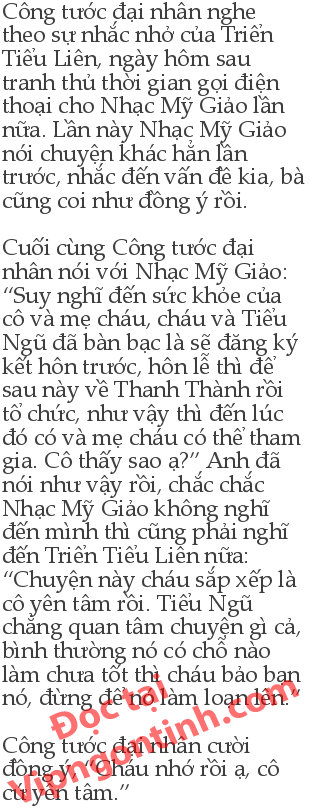 Công tước đại nhân nghe
theo sự nhắc nhở của Triển
Tiểu Liên, ngày hôm sau
tranh thủ thời gian gọi điện
thoại cho Nhạc Mỹ Giảo lần
nữa. Lần này Nhạc Mỹ Giảo
nói chuyện khác hẳn lần
trước, nhắc đến vấn đề kia, bà
cũng coi như đồng ý rồi.
Cuối cùng Công tước đại
nhân nói với Nhạc Mỹ Giảo:
“Suy nghĩ đến sức khỏe của
cô và mẹ cháu, cháu và Tiểu
Ngũ đã bàn bạc là sẽ đăng ký
kết hôn trước, hôn lễ thì để
sau này về Thanh Thành rồi
tổ chức, như vậy thì đến lúc
đó có và mẹ cháu có thể tham
gia. Cô thấy sao ạ?” Anh đã
nói như vậy rồi, chắc chắc
Nhạc Mỹ Giảo không nghĩ
đến mình thì cũng phải nghĩ
đến Triển Tiểu Liên nữa:
“Chuyện này cháu sắp xếp là
cô yên tâm rồi. Tiểu Ngũ
chẳng quan tâm chuyện gì cả,
bình thường nó có chỗ nào
làm chưa tốt thì cháu bảo ban
nó, đừng để nó làm loạn lên.”
Công tước đại nhân cười
đồng ý, “Cháu nhớ rồi ạ, cô
cứ yên tâm.”
Đọc tại
Vipngontinh.com